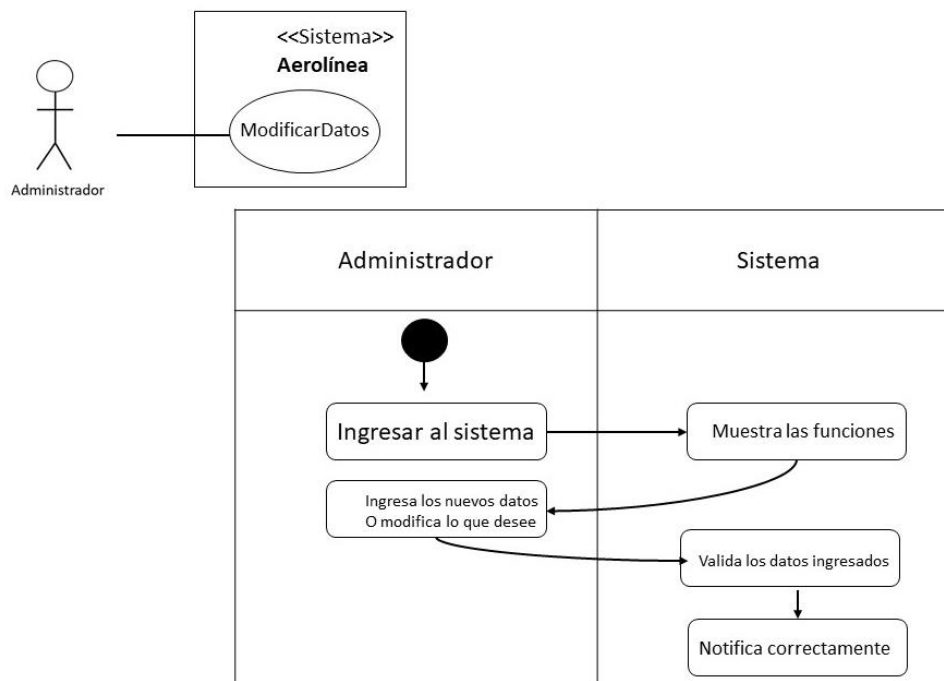 <<Sistema>>
Aerolínea
ModificarDatos
Administrador
Administrador
Sistema
Ingresar al sistema
Muestra las funciones
Ingresa los nuevos datos
O modifica lo que desee
Valida los datos ingresados
Notifica correctamente